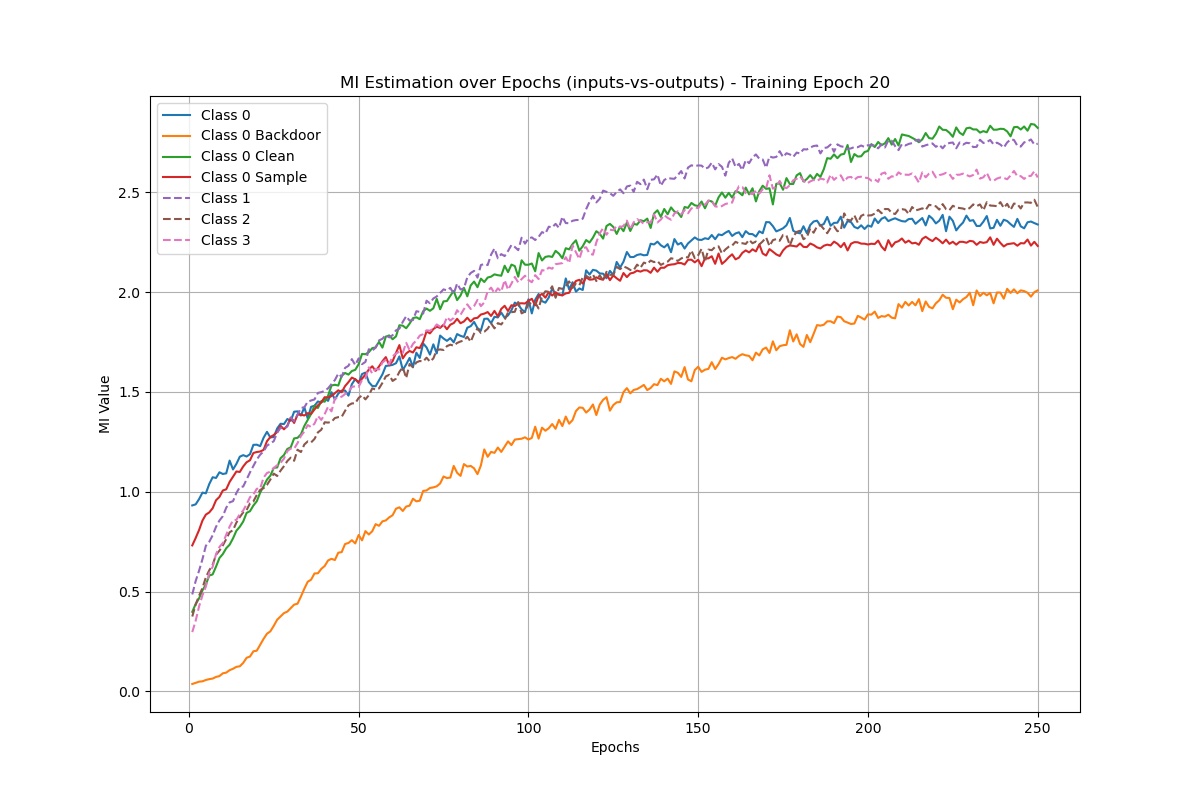 MI Estimation over Epochs (inputs-vs-outputs) - Training Epoch 20
Class 0
Class 0 Backdoor
Class 0 Clean
Class 0 Sample
Class 1
Class 2
Class 3
MI Value
2.5
2.0
1.5
1.0
0.5
0.0
0 50 100 150 200 250
Epochs